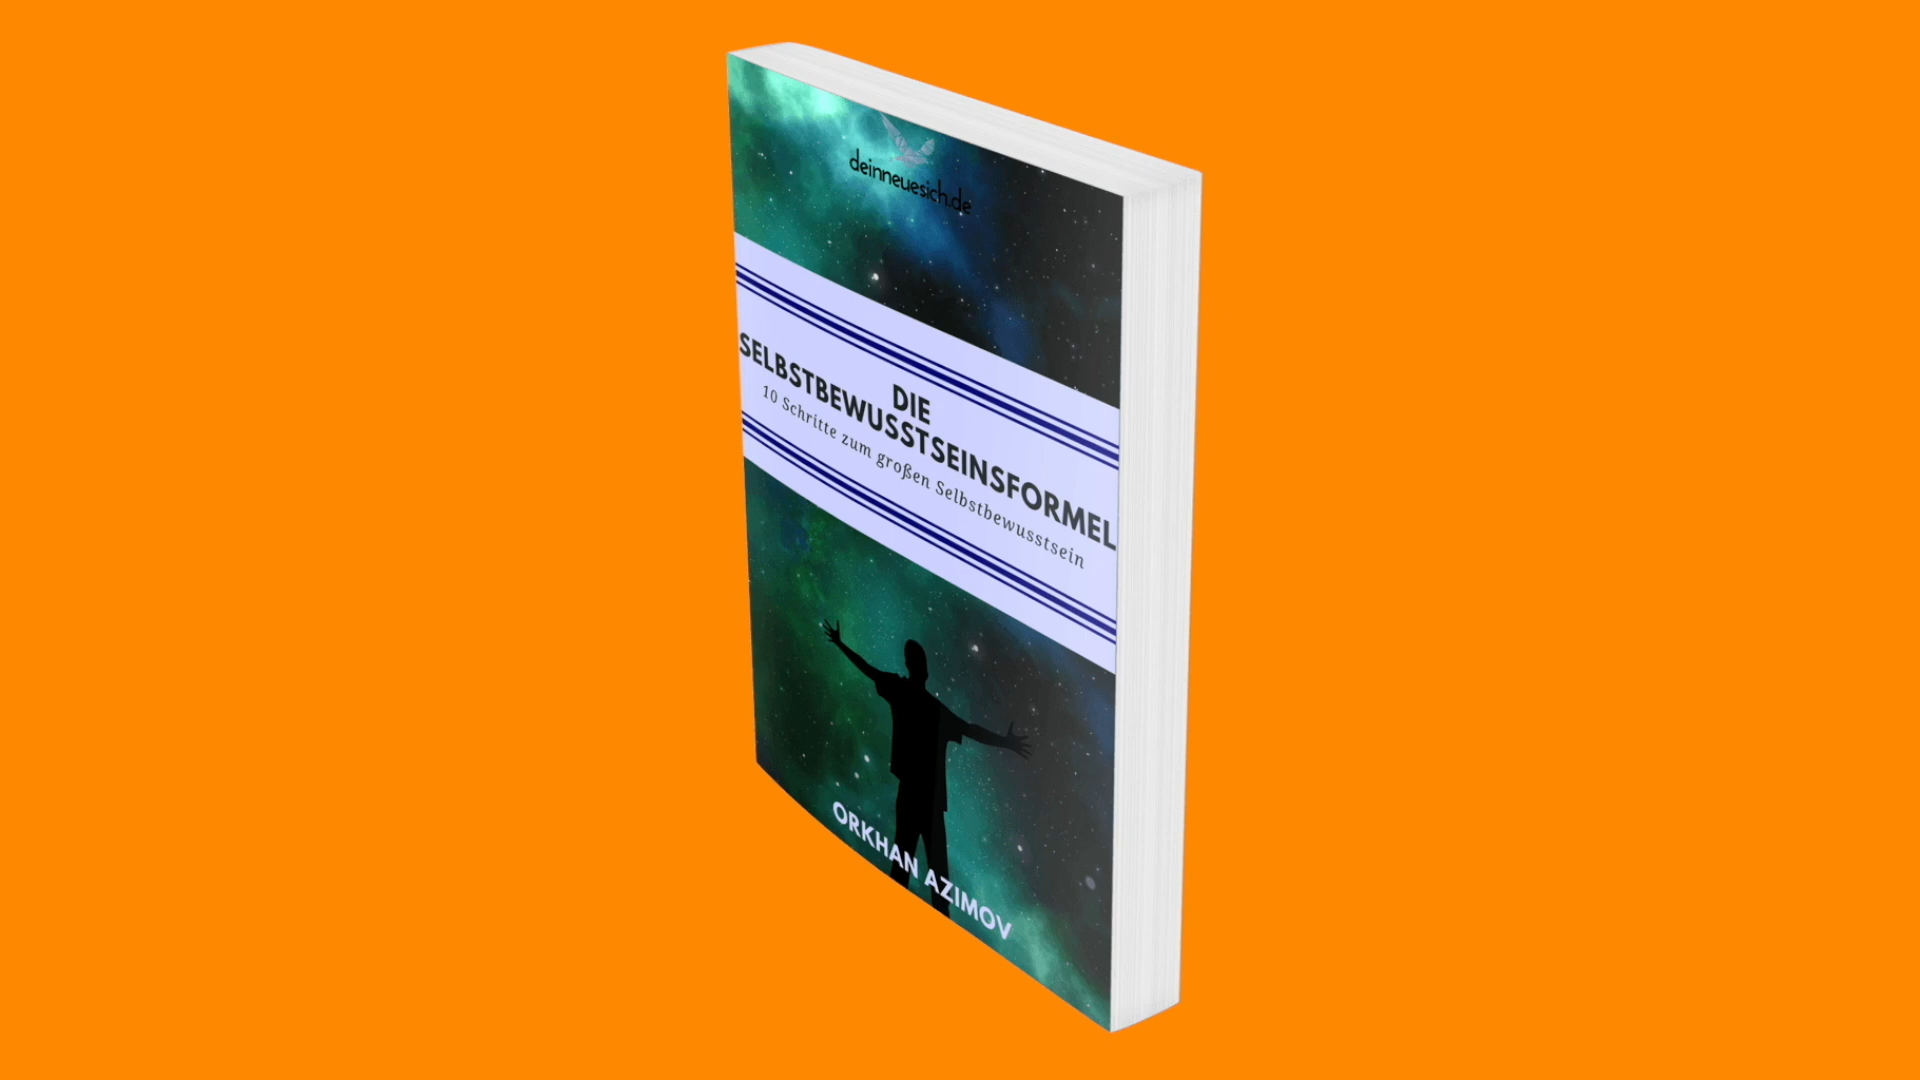 deinneuesich.de
DIE
SELBSTBEWUSSTSEINSFORMEL
10 Schritte zum großen Selbstbewusstsein
ORKHAN AZIMOV